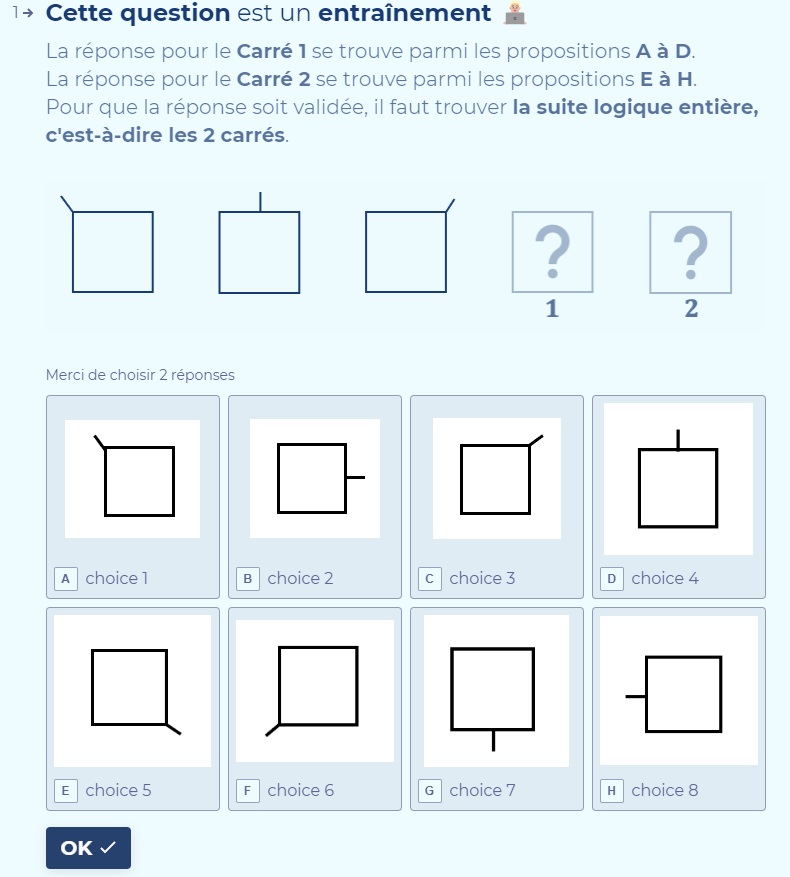 1→ Cette question est un entraînement
La réponse pour le Carré 1 se trouve parmi les propositions A à D.
La réponse pour le Carré 2 se trouve parmi les propositions E à H.
Pour que la réponse soit validée, il faut trouver la suite logique entière,
c'est-à-dire les 2 carrés.
? ?
1 2
Merci de choisir 2 réponses
A choice 1
B choice 2
C choice 3
D choice 4
E choice 5
F choice 6
G choice 7
H choice 8
OK ✓